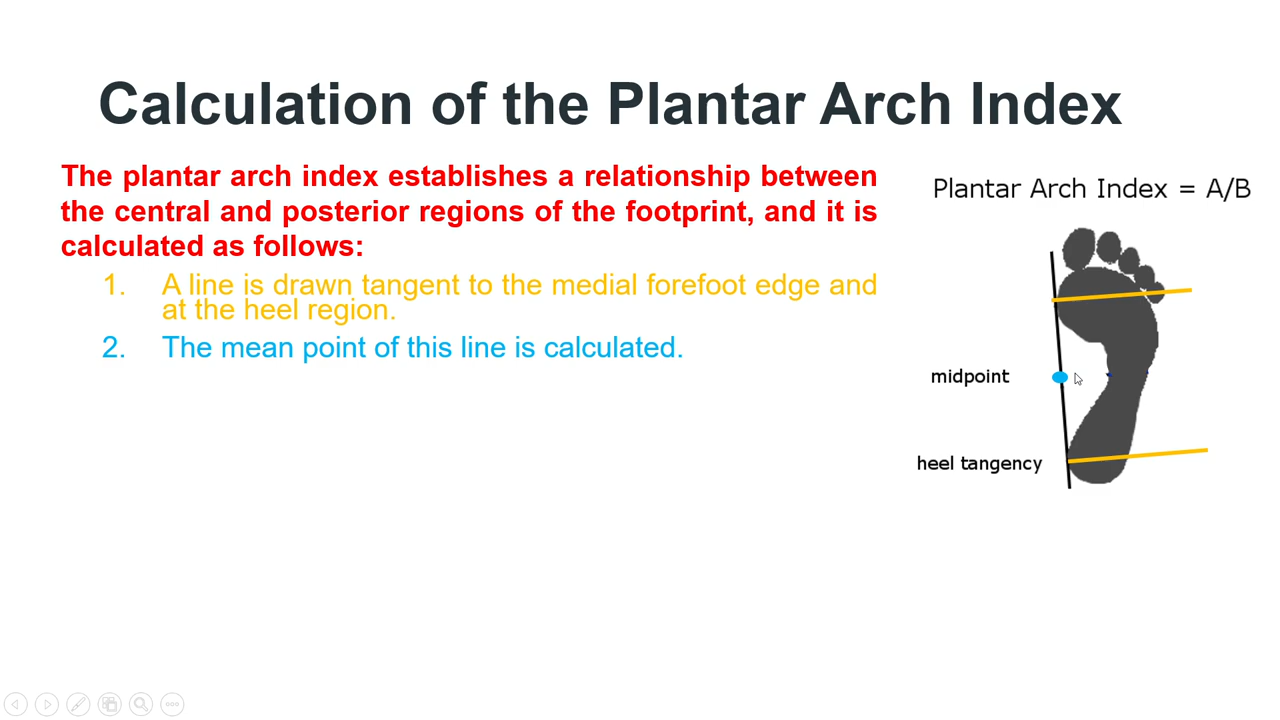 Calculation of the Plantar Arch Index
The plantar arch index establishes a relationship between
the central and posterior regions of the footprint, and it is
calculated as follows:
1. A line is drawn tangent to the medial forefoot edge and
at the heel region.
2. The mean point of this line is calculated.
Plantar Arch Index = A/B
midpoint
heel tangency